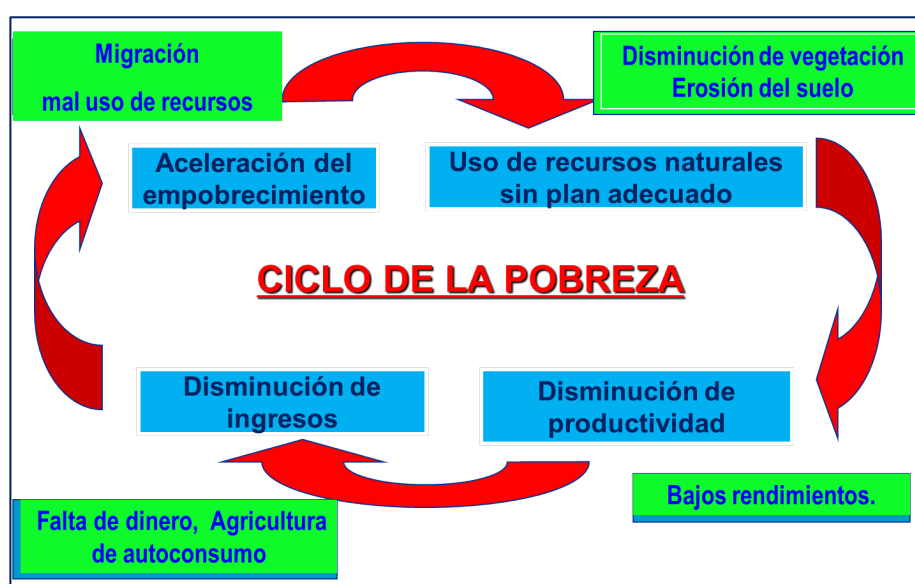 Migración
mal uso de recursos
Disminución de vegetación
Erosión del suelo
Aceleración del
empobrecimiento
Uso de recursos naturales
sin plan adecuado
CICLO DE LA POBREZA
Disminución de
ingresos
Disminución de
productividad
Falta de dinero, Agricultura
de autoconsumo
Bajos rendimientos.